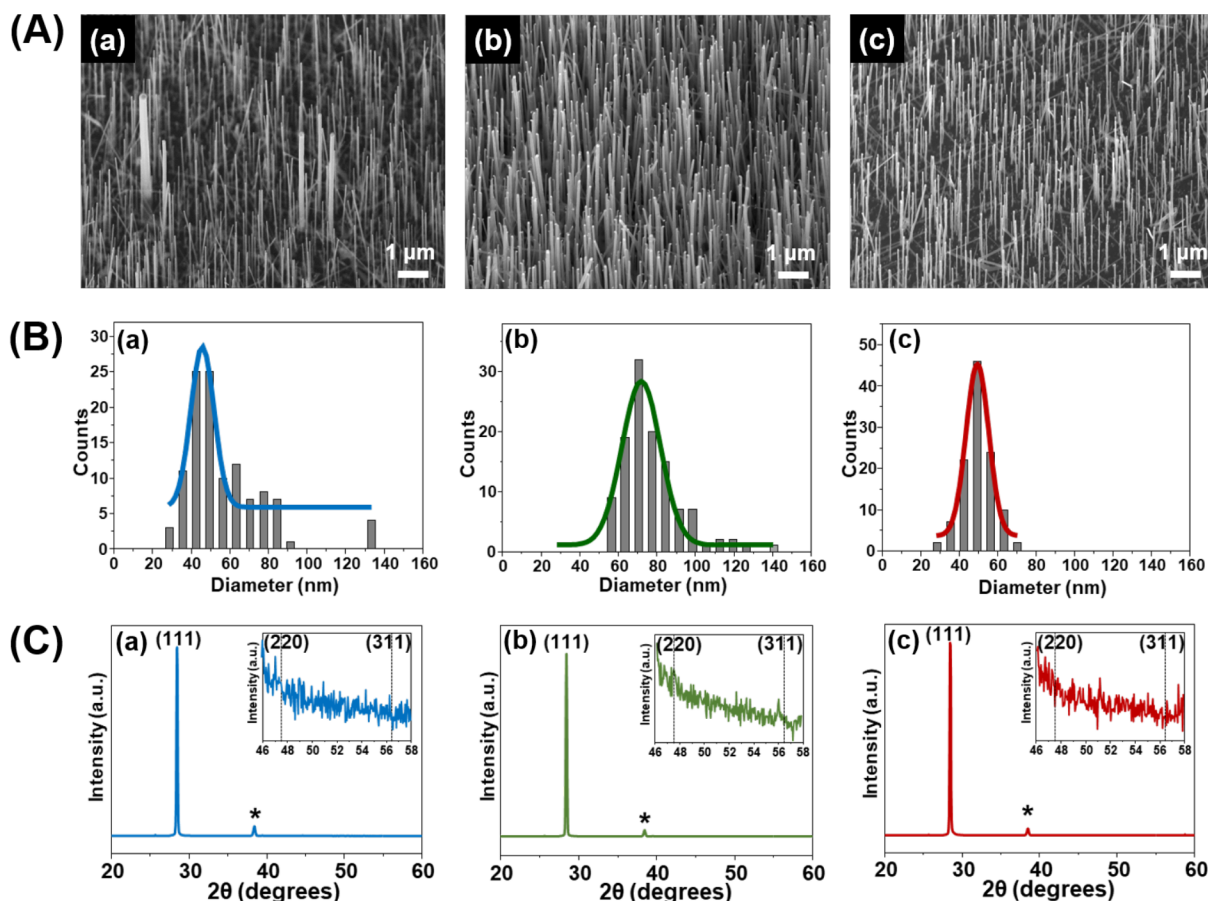 (A)
(a)
(b)
(c)
1 µm
1 µm
1 µm
(B)
(a)
Counts
30
25
20
15
10
5
0
0 20 40 60 80 100 120 140 160
Diameter (nm)
(b)
Counts
30
20
10
0
0 20 40 60 80 100 120 140 160
Diameter (nm)
(c)
Counts
50
40
30
20
10
0
0 20 40 60 80 100 120 140 160
Diameter (nm)
(C)
(a)
(111)
(220)
(311)
Intensity (a.u.)
46 48 50 52 54 56 58
*
Intensity (a.u.)
20 30 40 50 60
2θ (degrees)
(b)
(111)
(220)
(311)
Intensity (a.u.)
46 48 50 52 54 56 58
*
Intensity (a.u.)
20 30 40 50 60
2θ (degrees)
(c)
(111)
(220)
(311)
Intensity (a.u.)
46 48 50 52 54 56 58
*
Intensity (a.u.)
20 30 40 50 60
2θ (degrees)